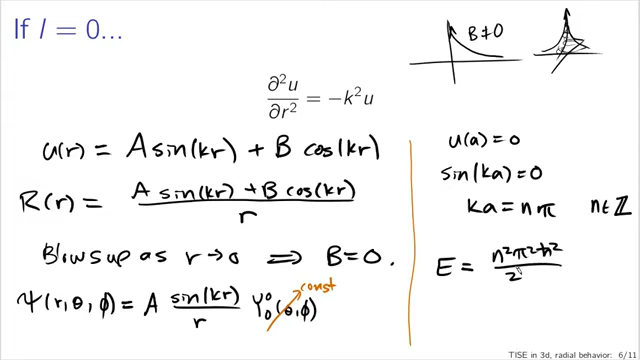 If l = 0...
B ≠ 0
∂²u/∂r² = −k²u
u(r) = A sin(kr) + B cos(kr)
R(r) = (A sin(kr) + B cos(kr))/r
Blows up as r→0 ⟹ B=0.
Ψ(r,θ,φ) = A sin(kr)/r Y₀⁰(θ,φ)
const
u(a) = 0
sin(ka) = 0
ka = nπ n∈ℤ
E = n²π²ħ²/2
TISE in 3d, radial behavior: 6/11